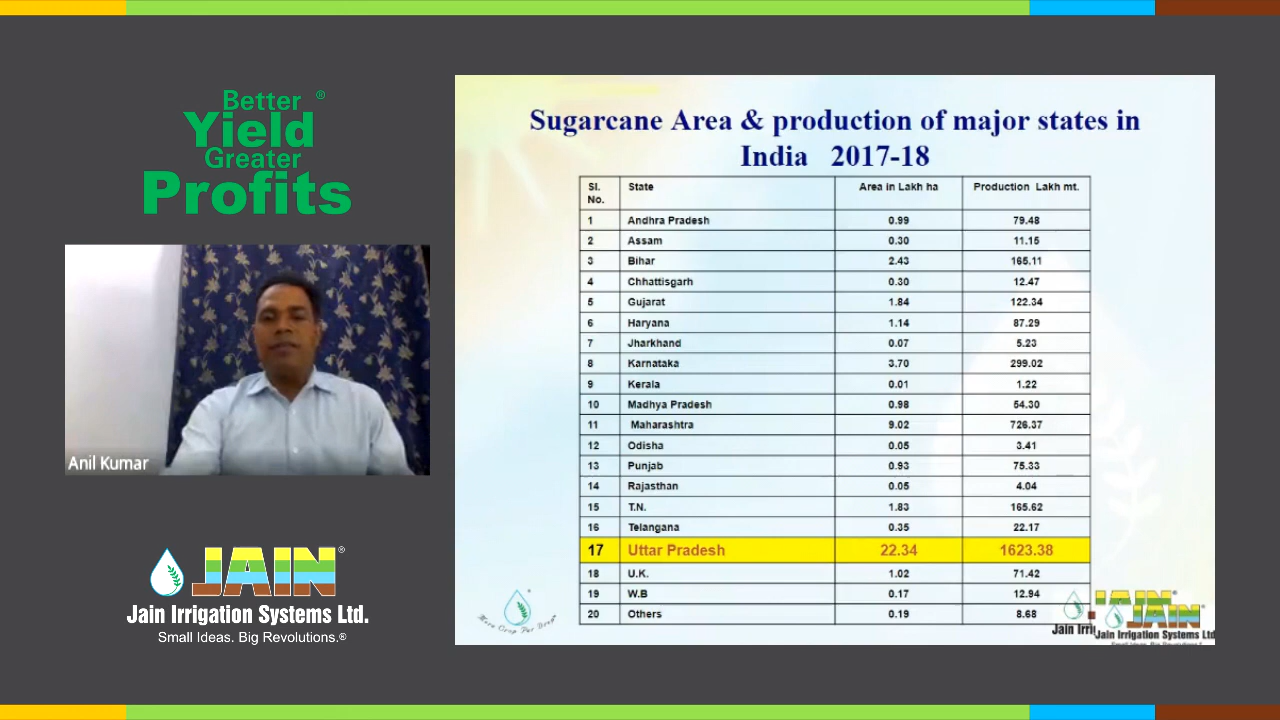 Better ®
Yield
Greater
Profits
Anil Kumar
JAIN ®
Jain Irrigation Systems Ltd.
Small Ideas. Big Revolutions.®
Sugarcane Area & production of major states in
India 2017-18
Sl. No. State Area in Lakh ha Production Lakh mt.
1 Andhra Pradesh 0.99 79.48
2 Assam 0.30 11.15
3 Bihar 2.43 165.11
4 Chhattisgarh 0.30 12.47
5 Gujarat 1.84 122.34
6 Haryana 1.14 87.29
7 Jharkhand 0.07 5.23
8 Karnataka 3.70 299.02
9 Kerala 0.01 1.22
10 Madhya Pradesh 0.98 54.30
11 Maharashtra 9.02 726.37
12 Odisha 0.05 3.41
13 Punjab 0.93 75.33
14 Rajasthan 0.05 4.04
15 T.N. 1.83 165.62
16 Telangana 0.35 22.17
17 Uttar Pradesh 22.34 1623.38
18 U.K. 1.02 71.42
19 W.B 0.17 12.94
20 Others 0.19 8.68
More Crop Per Drop
JAIN
Jain Irri
Jain Irrigation Systems Ltd